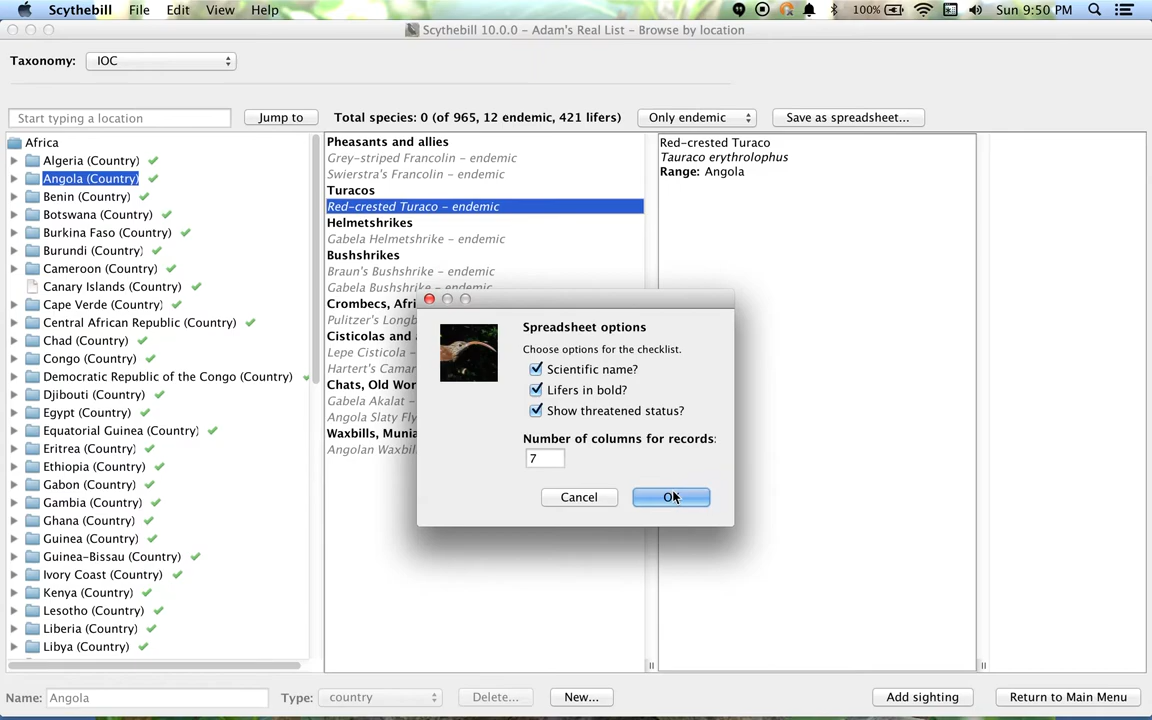 Scythebill File Edit View Help 100% Sun 9:50 PM
Scythebill 10.0.0 – Adam's Real List – Browse by location
Taxonomy: IOC
Start typing a location Jump to Total species: 0 (of 965, 12 endemic, 421 lifers) Only endemic Save as spreadsheet...
Africa
Algeria (Country)
Angola (Country)
Benin (Country)
Botswana (Country)
Burkina Faso (Country)
Burundi (Country)
Cameroon (Country)
Canary Islands (Country)
Cape Verde (Country)
Central African Republic (Country)
Chad (Country)
Congo (Country)
Democratic Republic of the Congo (Country)
Djibouti (Country)
Egypt (Country)
Equatorial Guinea (Country)
Eritrea (Country)
Ethiopia (Country)
Gabon (Country)
Gambia (Country)
Ghana (Country)
Guinea (Country)
Guinea-Bissau (Country)
Ivory Coast (Country)
Kenya (Country)
Lesotho (Country)
Liberia (Country)
Libya (Country)
Pheasants and allies
Grey-striped Francolin – endemic
Swierstra's Francolin – endemic
Turacos
Red-crested Turaco – endemic
Helmetshrikes
Gabela Helmetshrike – endemic
Bushshrikes
Braun's Bushshrike – endemic
Gabela Bushshrike – endemic
Crombecs, Afri
Pulitzer's Longb
Cisticolas and
Lepe Cisticola –
Hartert's Camar
Chats, Old Wor
Gabela Akalat –
Angola Slaty Fly
Waxbills, Munia
Angolan Waxbil
Red-crested Turaco
Tauraco erythrolophus
Range: Angola
Spreadsheet options
Choose options for the checklist.
Scientific name?
Lifers in bold?
Show threatened status?
Number of columns for records:
7
Cancel
Name: Angola Type: country Delete... New... Add sighting Return to Main Menu